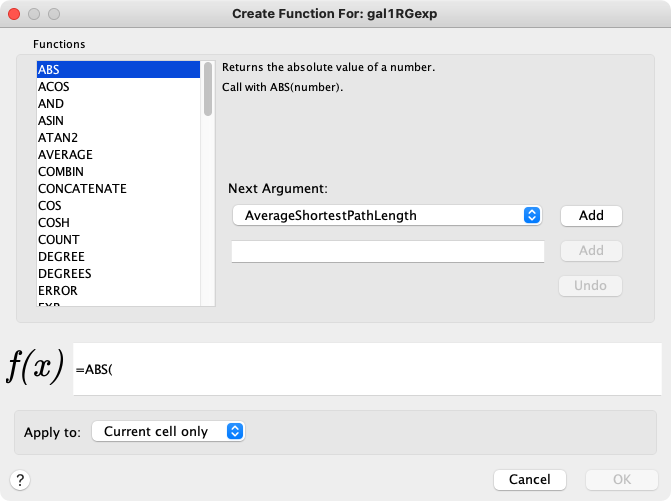 Create Function For: gal1RGexp
Functions
ABS
ACOS
AND
ASIN
ATAN2
AVERAGE
COMBIN
CONCATENATE
COS
COSH
COUNT
DEGREE
DEGREES
ERROR
EXP
Returns the absolute value of a number.
Call with ABS(number).
Next Argument:
AverageShortestPathLength
Add
Add
Undo
f(x)
=ABS(
Apply to:
Current cell only
?
Cancel
OK